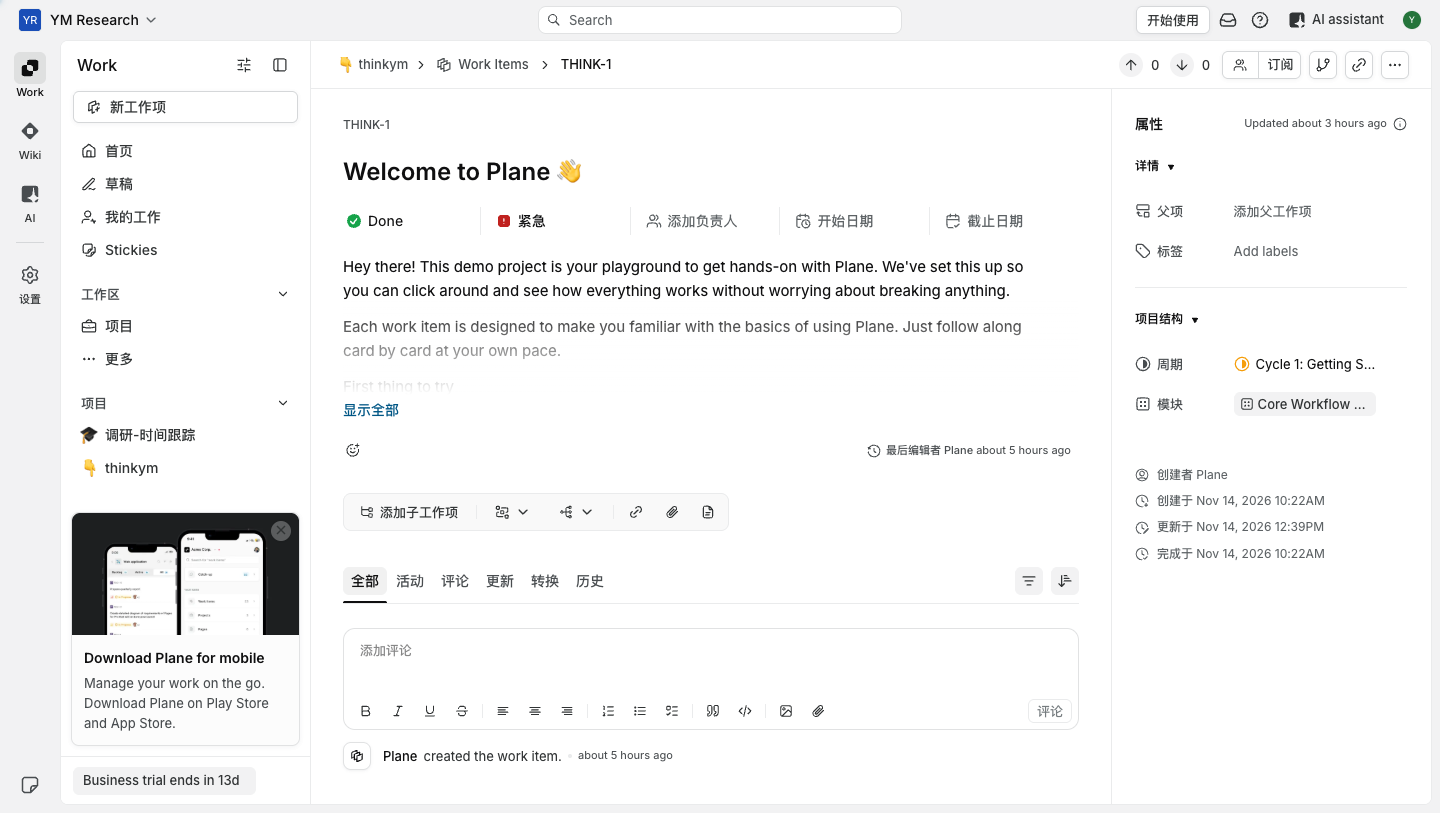 YR YM Research
Search
开始使用
AI assistant
Y
Work
Wiki
AI
设置
Work
新工作项
首页
草稿
我的工作
Stickies
工作区
项目
更多
项目
调研-时间跟踪
thinkym
Download Plane for mobile
Manage your work on the go.
Download Plane on Play Store
and App Store.
Business trial ends in 13d
thinkym
Work Items
THINK-1
0
0
订阅
THINK-1
Welcome to Plane 👋
Done
紧急
添加负责人
开始日期
截止日期
Hey there! This demo project is your playground to get hands-on with Plane. We've set this up so
you can click around and see how everything works without worrying about breaking anything.
Each work item is designed to make you familiar with the basics of using Plane. Just follow along
card by card at your own pace.
First thing to try
显示全部
最后编辑者 Plane about 5 hours ago
添加子工作项
全部 活动 评论 更新 转换 历史
添加评论
评论
Plane created the work item. about 5 hours ago
属性
Updated about 3 hours ago
详情
父项 添加父工作项
标签 Add labels
项目结构
周期 Cycle 1: Getting S...
模块 Core Workflow ...
创建者 Plane
创建于 Nov 14, 2026 10:22AM
更新于 Nov 14, 2026 12:39PM
完成于 Nov 14, 2026 10:22AM